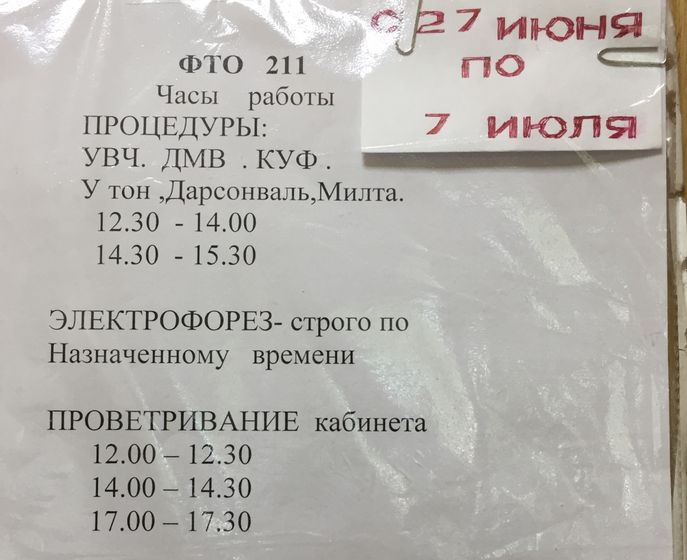 С 27 ИЮНЯ
ПО
7 ИЮЛЯ
ФТО 211
Часы работы
ПРОЦЕДУРЫ:
УВЧ. ДМВ . КУФ .
У тон ,Дарсонваль,Милта.
12.30 - 14.00
14.30 - 15.30
ЭЛЕКТРОФОРЕЗ- строго по
Назначенному времени
ПРОВЕТРИВАНИЕ кабинета
12.00 – 12.30
14.00 – 14.30
17.00 – 17.30